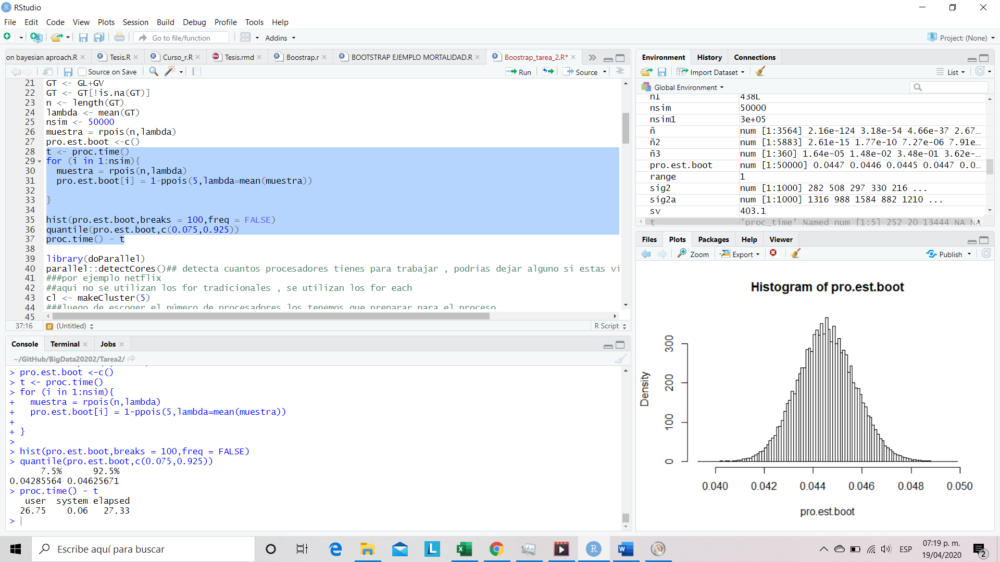 RStudio
File Edit Code View Plots Session Build Debug Profile Tools Help
Go to file/function Addins Project: (None)
on bayesian aproach.R Tesis.R Curso_r.R Tesis.rmd Boostrap.r BOOTSTRAP EJEMPLO MORTALIDAD.R Boostrap_tarea_2.R*
Source on Save Run Source
21 GT <- GL+GV
22 GT <- GT[!is.na(GT)]
23 n <- length(GT)
24 lambda <- mean(GT)
25 nsim <- 50000
26 muestra = rpois(n,lambda)
27 pro.est.boot <-c()
28 t <- proc.time()
29 for (i in 1:nsim){
30 muestra = rpois(n,lambda)
31 pro.est.boot[i] = 1-ppois(5,lambda=mean(muestra))
32
33 }
34
35 hist(pro.est.boot,breaks = 100,freq = FALSE)
36 quantile(pro.est.boot,c(0.075,0.925))
37 proc.time() - t
38
39 library(doParallel)
40 parallel::detectCores()## detecta cuantos procesadores tienes para trabajar , podrias dejar alguno si estas vi
41 ###por ejemplo netflix
42 ##aqui no se utilizan los for tradicionales , se utilizan los for each
43 cl <- makeCluster(5)
44 ###luego de escoger el número de procesadores los tenemos que preparar para el proceso
45
37:16 # (Untitled) R Script
Console Terminal Jobs
~/GitHub/BigData20202/Tarea2/
> pro.est.boot <-c()
> t <- proc.time()
> for (i in 1:nsim){
+ muestra = rpois(n,lambda)
+ pro.est.boot[i] = 1-ppois(5,lambda=mean(muestra))
+
+ }
>
> hist(pro.est.boot,breaks = 100,freq = FALSE)
> quantile(pro.est.boot,c(0.075,0.925))
7.5% 92.5%
0.04285564 0.04625671
> proc.time() - t
user system elapsed
26.75 0.06 27.33
>
Environment History Connections
Import Dataset List
Global Environment
n1 438L
nsim 50000
nsim1 3e+05
ñ num [1:3564] 2.16e-124 3.18e-54 4.66e-37 2.67…
ñ2 num [1:5883] 2.61e-15 1.77e-10 7.27e-06 7.91e…
ñ3 num [1:360] 1.64e-05 1.48e-02 3.48e-01 3.62e-…
pro.est.boot num [1:50000] 0.0447 0.0446 0.0445 0.0447 0.0…
range 1
sig2 num [1:1000] 282 508 297 330 216 ...
sig2a num [1:1000] 1316 988 1584 882 1210 ...
sv 403.1
t 'proc_time' Named num [1:5] 252 20 13444 NA NA
Files Plots Packages Help Viewer
Zoom Export Publish
Histogram of pro.est.boot
Density
300
200
100
0
0.040 0.042 0.044 0.046 0.048 0.050
pro.est.boot
Escribe aquí para buscar
ESP
07:19 p. m.
19/04/2020
2